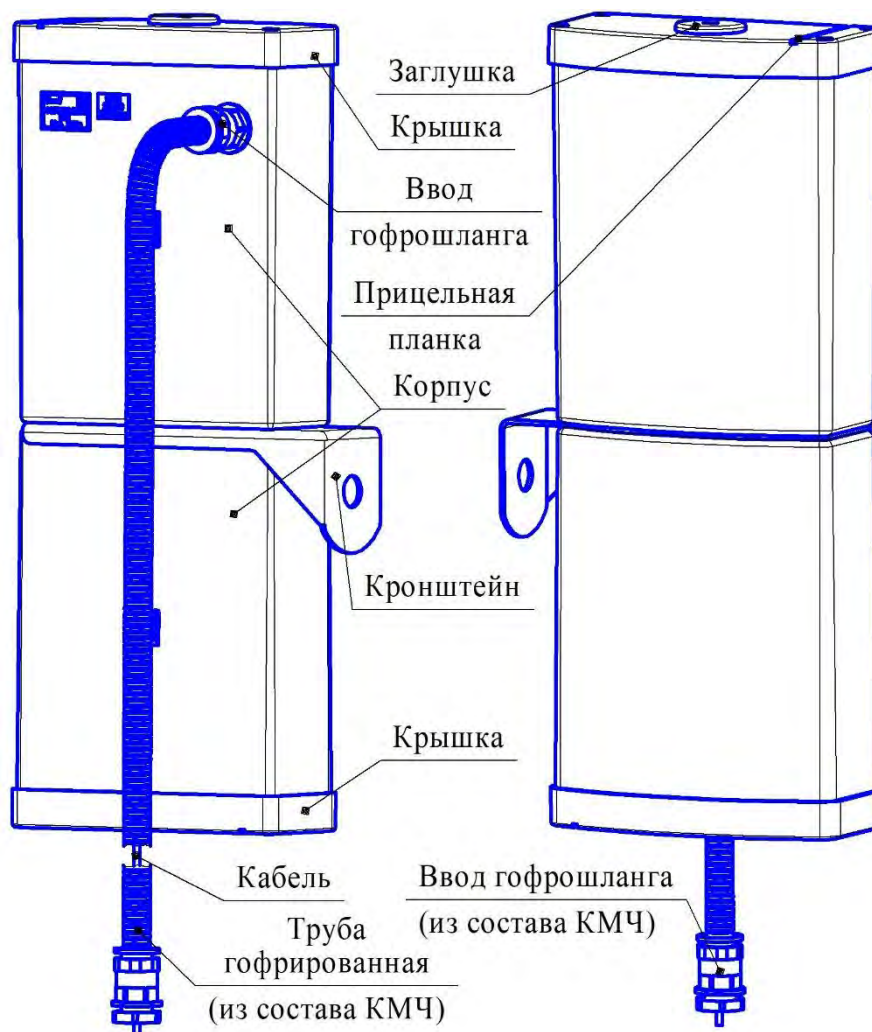 Заглушка
Крышка
Ввод
гофрошланга
Прицельная
планка
Корпус
Кронштейн
Крышка
Кабель
Труба
гофрированная
(из состава КМЧ)
Ввод гофрошланга
(из состава КМЧ)